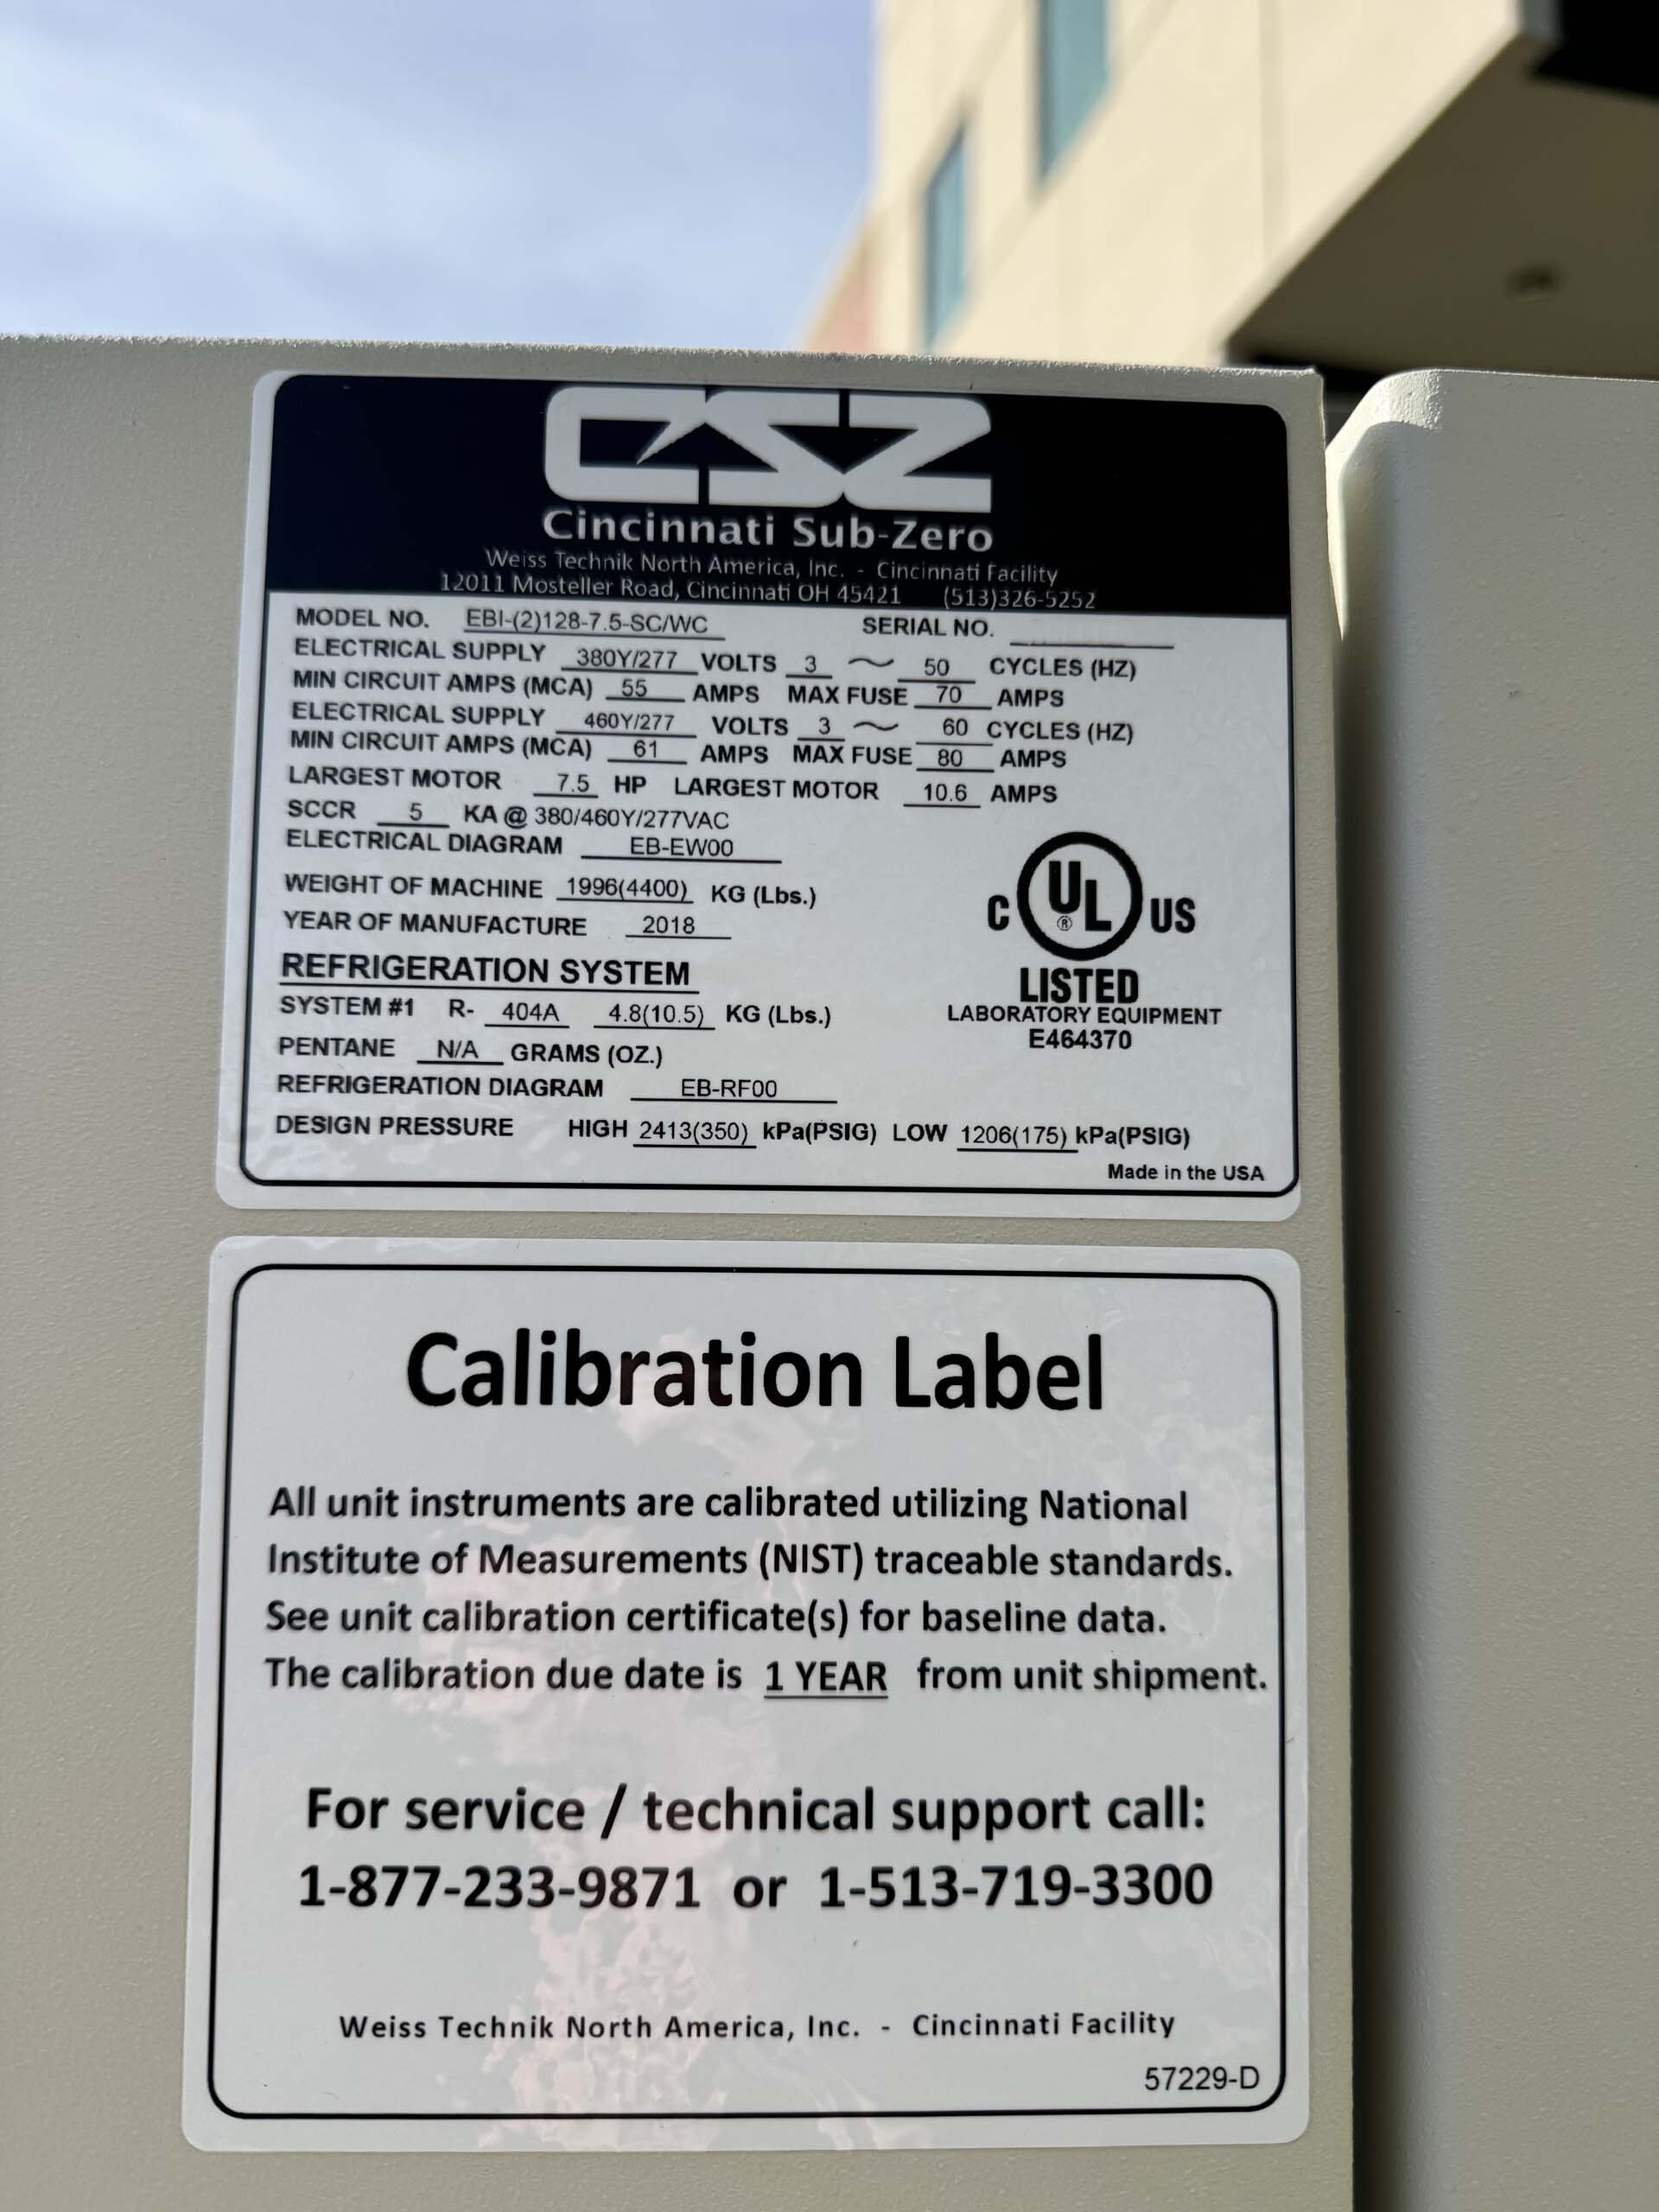 CSZ
Cincinnati Sub-Zero
Weiss Technik North America, Inc. - Cincinnati Facility
12011 Mosteller Road, Cincinnati OH 45421 (513)326-5252
MODEL NO. EBI-(2)128-7.5-SC/WC SERIAL NO.
ELECTRICAL SUPPLY 380Y/277 VOLTS 3 ~ 50 CYCLES (HZ)
MIN CIRCUIT AMPS (MCA) 55 AMPS MAX FUSE 70 AMPS
ELECTRICAL SUPPLY 460Y/277 VOLTS 3 ~ 60 CYCLES (HZ)
MIN CIRCUIT AMPS (MCA) 61 AMPS MAX FUSE 80 AMPS
LARGEST MOTOR 7.5 HP LARGEST MOTOR 10.6 AMPS
SCCR 5 KA @ 380/460Y/277VAC
ELECTRICAL DIAGRAM EB-EW00
WEIGHT OF MACHINE 1996(4400) KG (Lbs.)
YEAR OF MANUFACTURE 2018
C UL ® US
LISTED
LABORATORY EQUIPMENT
E464370
REFRIGERATION SYSTEM
SYSTEM #1 R- 404A 4.8(10.5) KG (Lbs.)
PENTANE N/A GRAMS (OZ.)
REFRIGERATION DIAGRAM EB-RF00
DESIGN PRESSURE HIGH 2413(350) kPa(PSIG) LOW 1206(175) kPa(PSIG)
Made in the USA
Calibration Label
All unit instruments are calibrated utilizing National
Institute of Measurements (NIST) traceable standards.
See unit calibration certificate(s) for baseline data.
The calibration due date is 1 YEAR from unit shipment.
For service / technical support call:
1-877-233-9871 or 1-513-719-3300
Weiss Technik North America, Inc. - Cincinnati Facility
57229-D